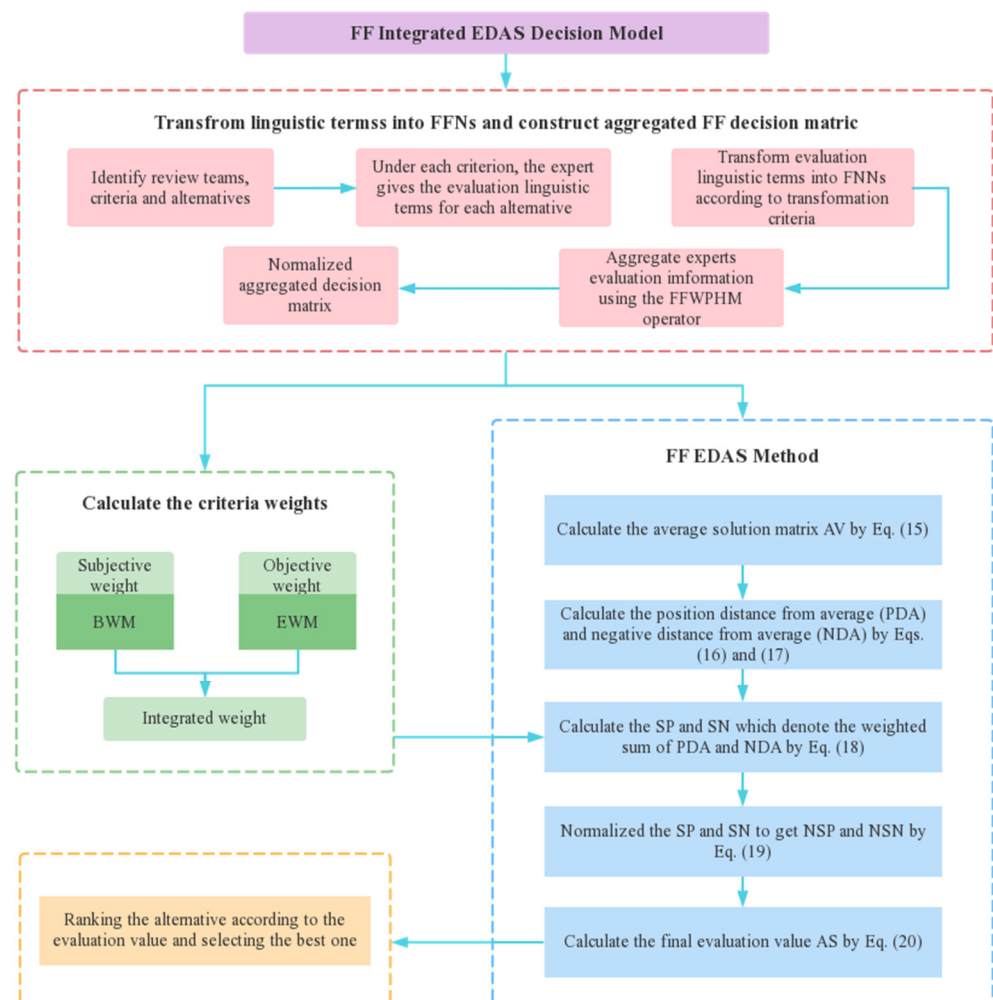 FF Integrated EDAS Decision Model
Transfrom linguistic termss into FFNs and construct aggregated FF decision matric
Identify review teams,
criteria and alternatives
Under each criterion, the expert
gives the evaluation linguistic
terms for each alternative
Transform evaluation
linguistic terms into FNNs
according to transformation
criteria
Aggregate experts
evaluation imformation
using the FFWPHM
operator
Normalized
aggregated decision
matrix
Calculate the criteria weights
Subjective
weight
BWM
Objective
weight
EWM
Integrated weight
FF EDAS Method
Calculate the average solution matrix AV by Eq. (15)
Calculate the position distance from average (PDA)
and negative distance from average (NDA) by Eqs.
(16) and (17)
Calculate the SP and SN which denote the weighted
sum of PDA and NDA by Eq. (18)
Normalized the SP and SN to get NSP and NSN by
Eq. (19)
Calculate the final evaluation value AS by Eq. (20)
Ranking the alternative according to the
evaluation value and selecting the best one